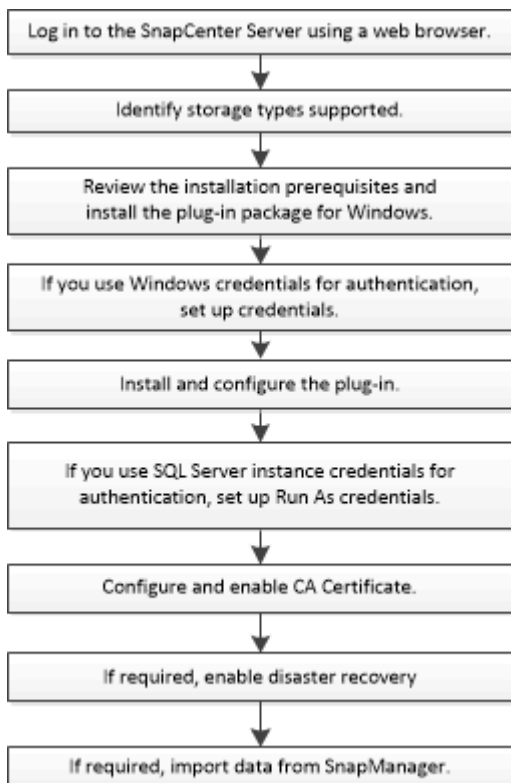 Log in to the SnapCenter Server using a web browser.
Identify storage types supported.
Review the installation prerequisites and
install the plug-in package for Windows.
If you use Windows credentials for authentication,
set up credentials.
Install and configure the plug-in.
If you use SQL Server instance credentials for
authentication, set up Run As credentials.
Configure and enable CA Certificate.
If required, enable disaster recovery
If required, import data from SnapManager.